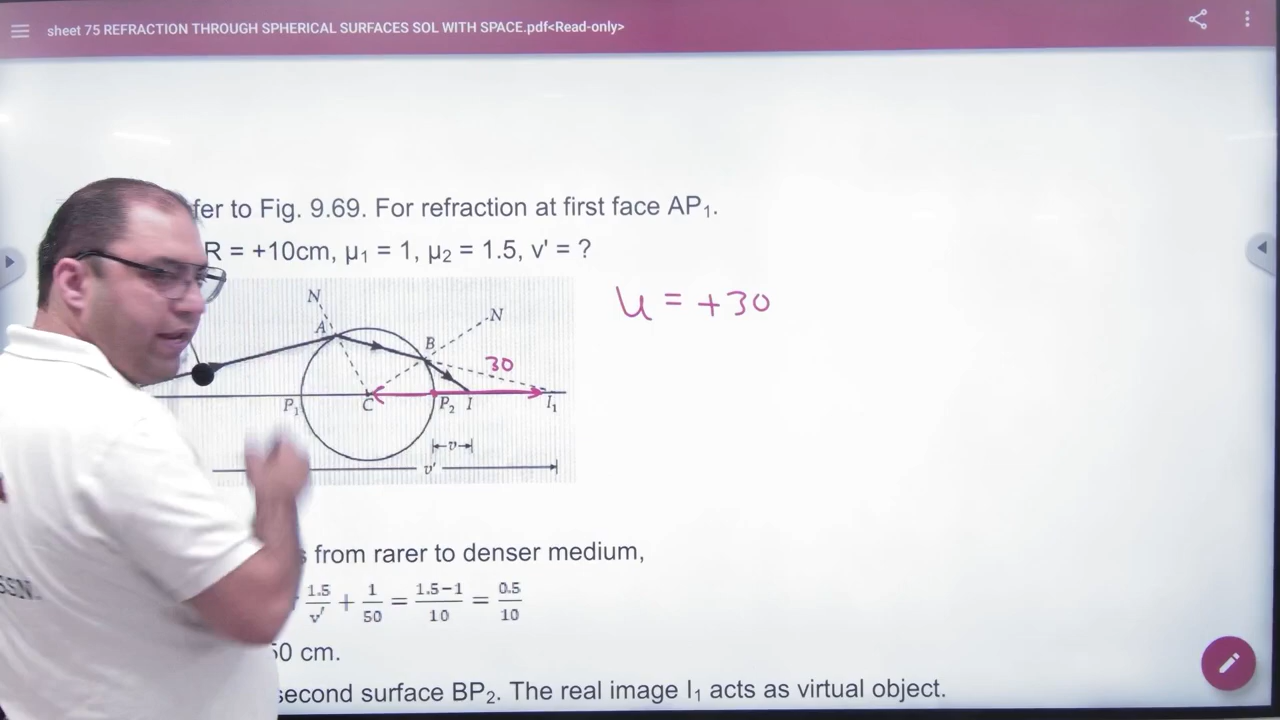 sheet 75 REFRACTION THROUGH SPHERICAL SURFACES SOL WITH SPACE.pdf<Read-only>
fer to Fig. 9.69. For refraction at first face AP₁.
R = +10cm, μ₁ = 1, μ₂ = 1.5, v' = ?
u = +30
N
A
N
B
30
P₁ C P₂ I I₁
v
v'
from rarer to denser medium,
1.5/v' + 1/50 = 1.5-1/10 = 0.5/10
50 cm.
second surface BP₂. The real image I₁ acts as virtual object.